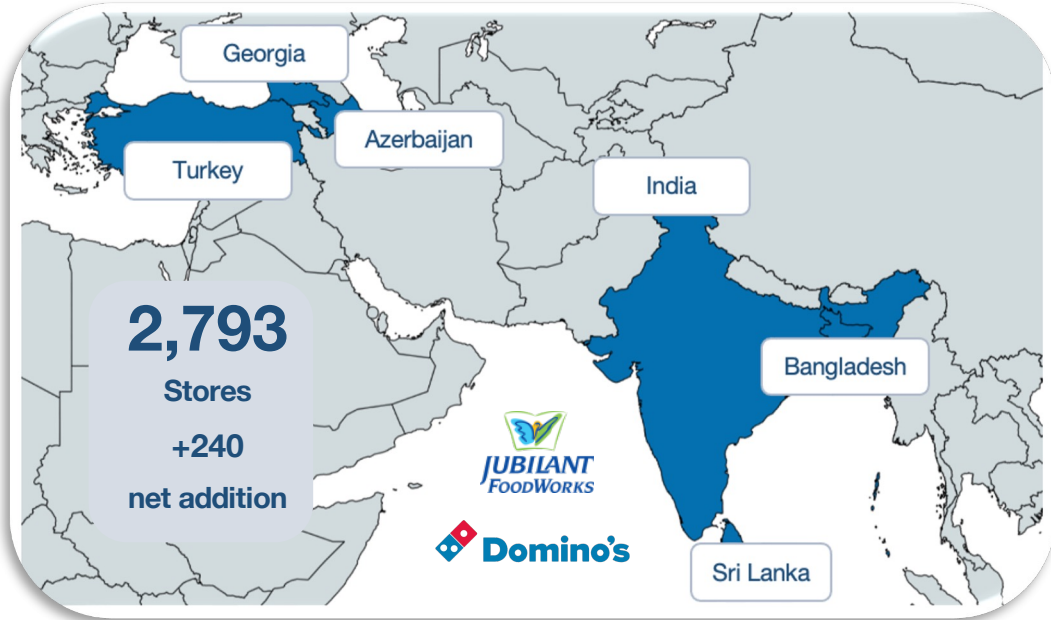 Georgia
Azerbaijan
Turkey
India
2,793
Stores
+240
net addition
Bangladesh
JUBILANT
FOODWORKS
Domino's
Sri Lanka